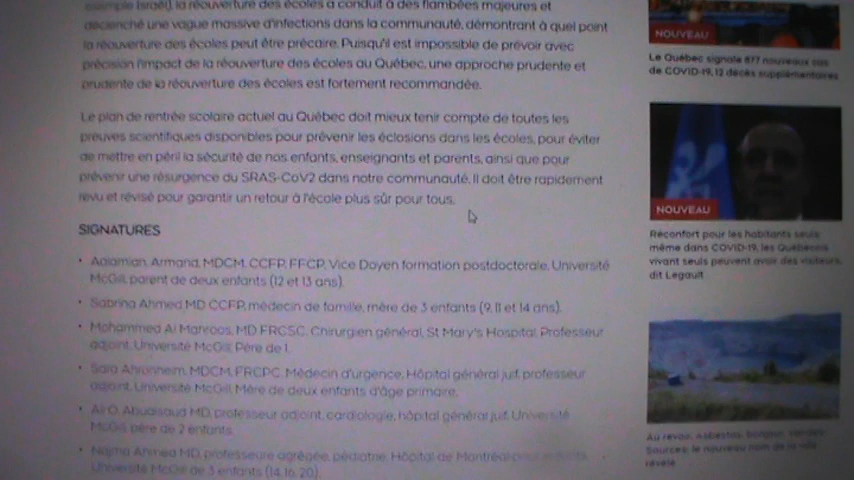 exemple Israël), la réouverture des écoles a conduit à des flambées majeures et
déclenché une vague massive d'infections dans la communauté, démontrant à quel point
la réouverture des écoles peut être précaire. Puisqu'il est impossible de prévoir avec
précision l'impact de la réouverture des écoles au Québec, une approche prudente et
prudente de la réouverture des écoles est fortement recommandée.
Le plan de rentrée scolaire actuel au Québec doit mieux tenir compte de toutes les
preuves scientifiques disponibles pour prévenir les éclosions dans les écoles, pour éviter
de mettre en péril la sécurité de nos enfants, enseignants et parents, ainsi que pour
prévenir une résurgence du SRAS-CoV2 dans notre communauté. Il doit être rapidement
revu et révisé pour garantir un retour à l'école plus sûr pour tous.
SIGNATURES
• Adamian, Armand, MDCM, CCFP, FFCP, Vice Doyen formation postdoctorale, Université
McGill, parent de deux enfants (12 et 13 ans).
• Sabrina Ahmed MD CCFP, médecin de famille, mère de 3 enfants (9, 11 et 14 ans).
• Mohammed Al Mahroos, MD FRCSC, Chirurgien général, St Mary's Hospital, Professeur
adjoint, Université McGill, Père de 1.
• Sara Ahronheim, MDCM, FRCPC, Médecin d'urgence, Hôpital général juif, professeur
adjoint, Université McGill, Mère de deux enfants d'âge primaire.
• Abuaisaud MD, professeur adjoint, cardiologie, hôpital général juif, Université
McGill, père de 2 enfants
• Najma Ahmed MD, professeure agrégée, pédiatrie, Hôpital de Montréal pour enfants,
Université McGill de 3 enfants (14, 16, 20).
NOUVEAU
Le Québec signale 877 nouveaux cas
de COVID-19, 12 décès supplémentaires
NOUVEAU
Réconfort pour les habitants seuls:
même dans COVID-19, les Québécois
vivant seuls peuvent avoir des visiteurs,
dit Legault
Au revoir, Asbestos, bonjour,
Sources: le nouveau nom de la ville
révélé